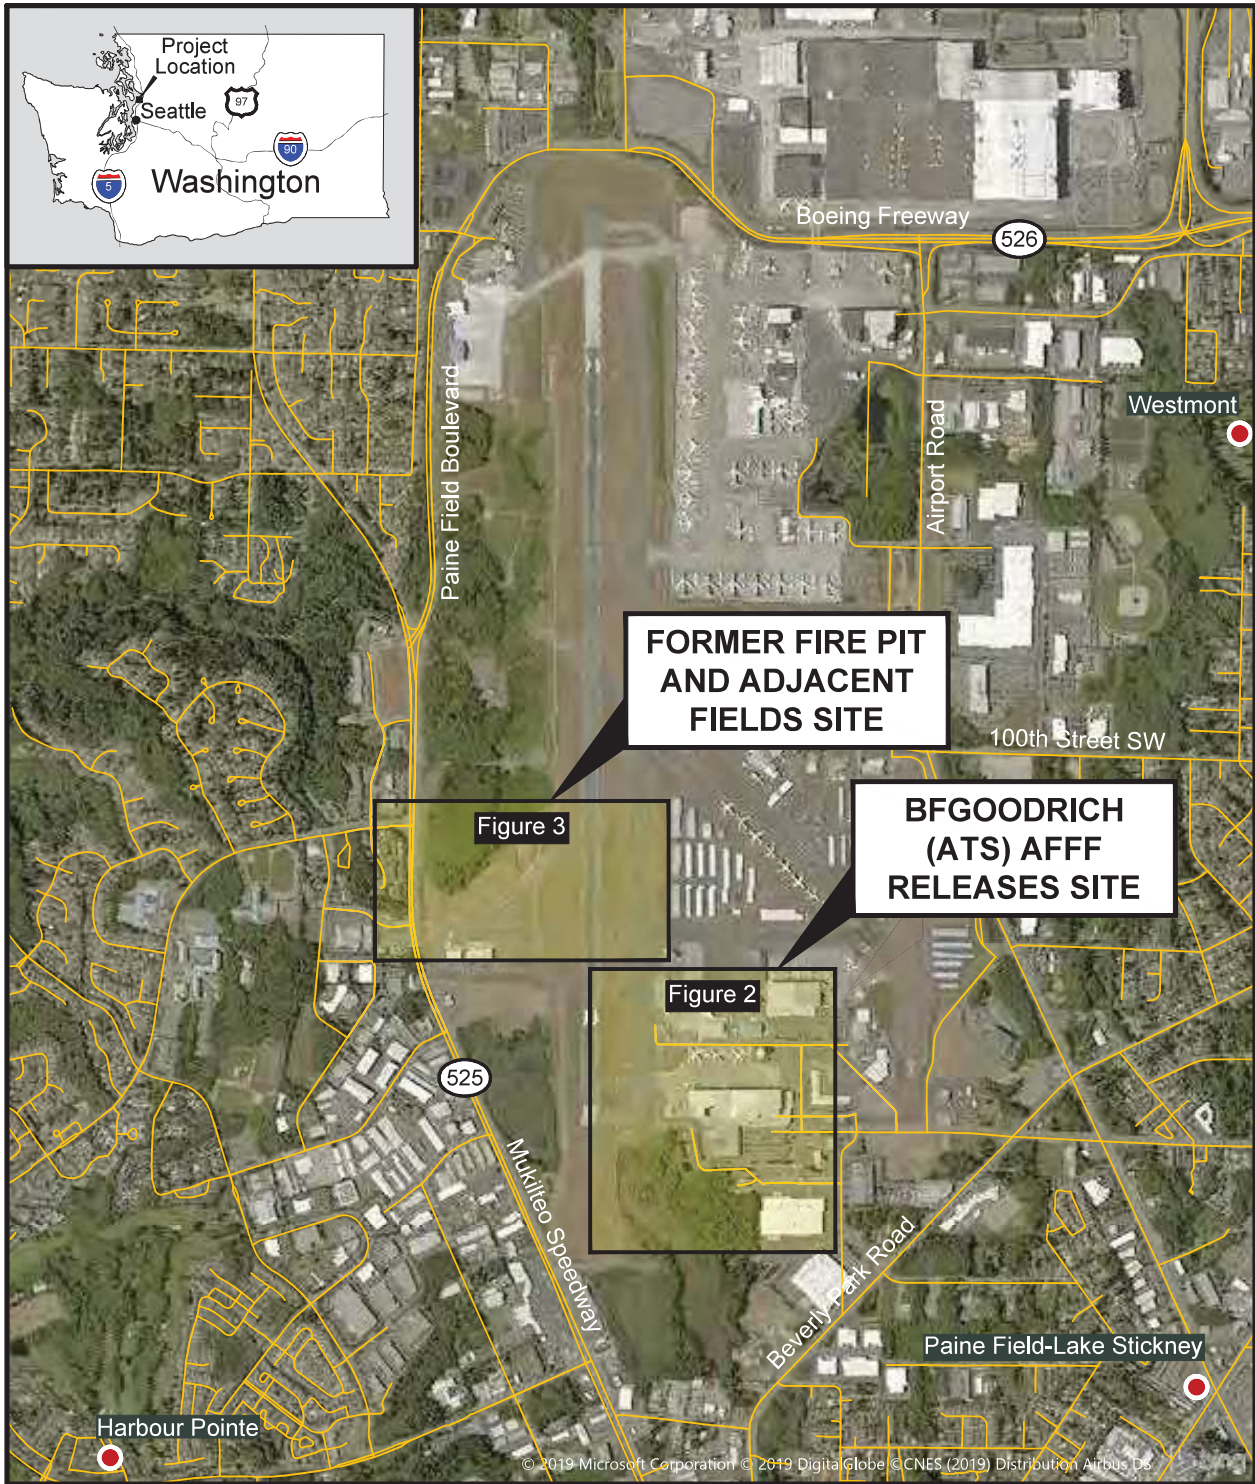 Project
Location
Seattle
97
90
5
Washington
Boeing Freeway
526
Paine Field Boulevard
Westmont
Airport Road
FORMER FIRE PIT
AND ADJACENT
FIELDS SITE
100th Street SW
BFGOODRICH
(ATS) AFFF
RELEASES SITE
Figure 3
Figure 2
525
Mukilteo Speedway
Beverly Park Road
Paine Field-Lake Stickney
Harbour Pointe
© 2019 Microsoft Corporation © 2019 DigitalGlobe ©CNES (2019) Distribution Airbus DS